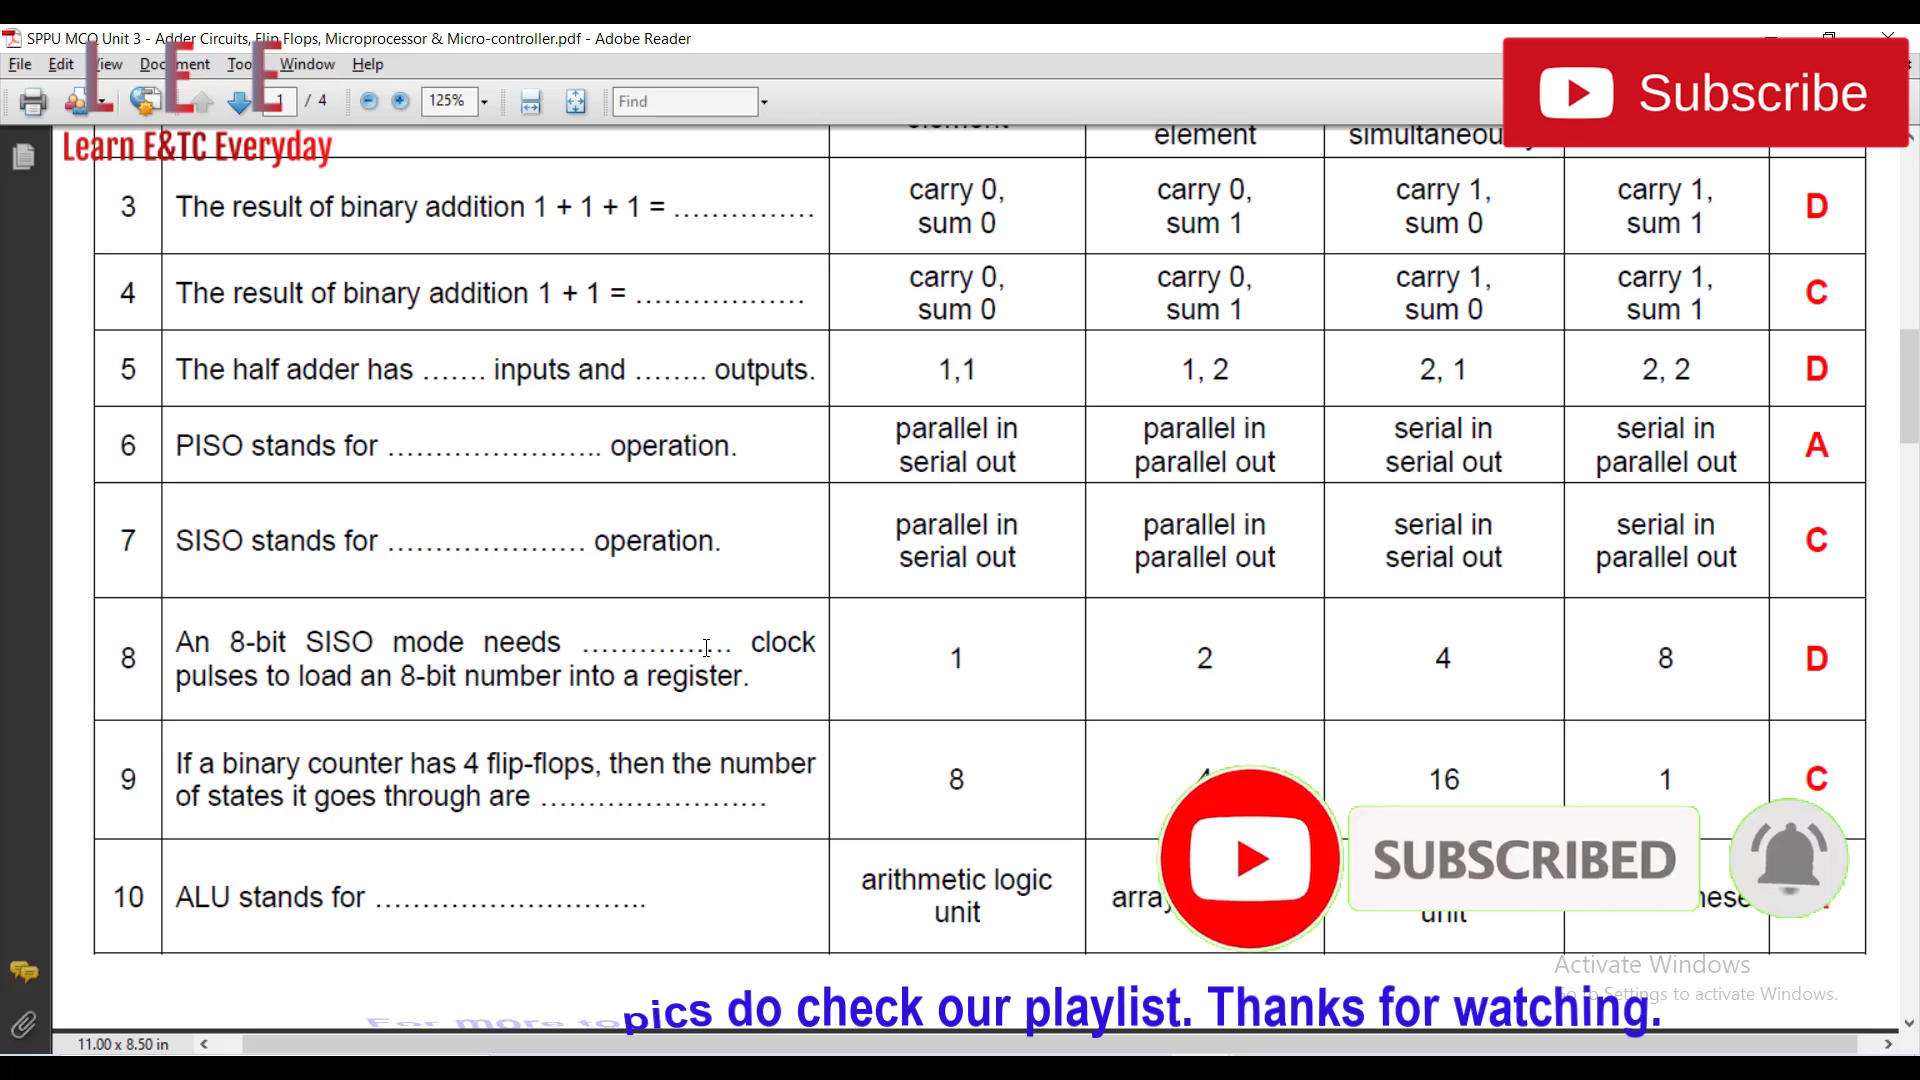 SPPU MCQ Unit 3 - Adder Circuits, Flip Flops, Microprocessor & Micro-controller.pdf - Adobe Reader
File Edit View Document Window Help
L E E
1 / 4 125% Find
Subscribe
Learn E&TC Everyday
element
element
3 The result of binary addition 1 + 1 + 1 = …………… carry 0, sum 0 carry 0, sum 1 carry 1, sum 0 carry 1, sum 1 D
4 The result of binary addition 1 + 1 = ……………… carry 0, sum 0 carry 0, sum 1 carry 1, sum 0 carry 1, sum 1 C
5 The half adder has ……. inputs and …….. outputs. 1,1 1, 2 2, 1 2, 2 D
6 PISO stands for …………………….. operation. parallel in serial out parallel in parallel out serial in serial out serial in parallel out A
7 SISO stands for ………………… operation. parallel in serial out parallel in parallel out serial in serial out serial in parallel out C
8 An 8-bit SISO mode needs …………….. clock
pulses to load an 8-bit number into a register. 1 2 4 8 D
9 If a binary counter has 4 flip-flops, then the number
of states it goes through are …………………… 8 16 1 C
10 ALU stands for ………………………. arithmetic logic unit unit
SUBSCRIBED
Activate Windows
Go to Settings to activate Windows.
For more topics do check our playlist. Thanks for watching.
11.00 x 8.50 in